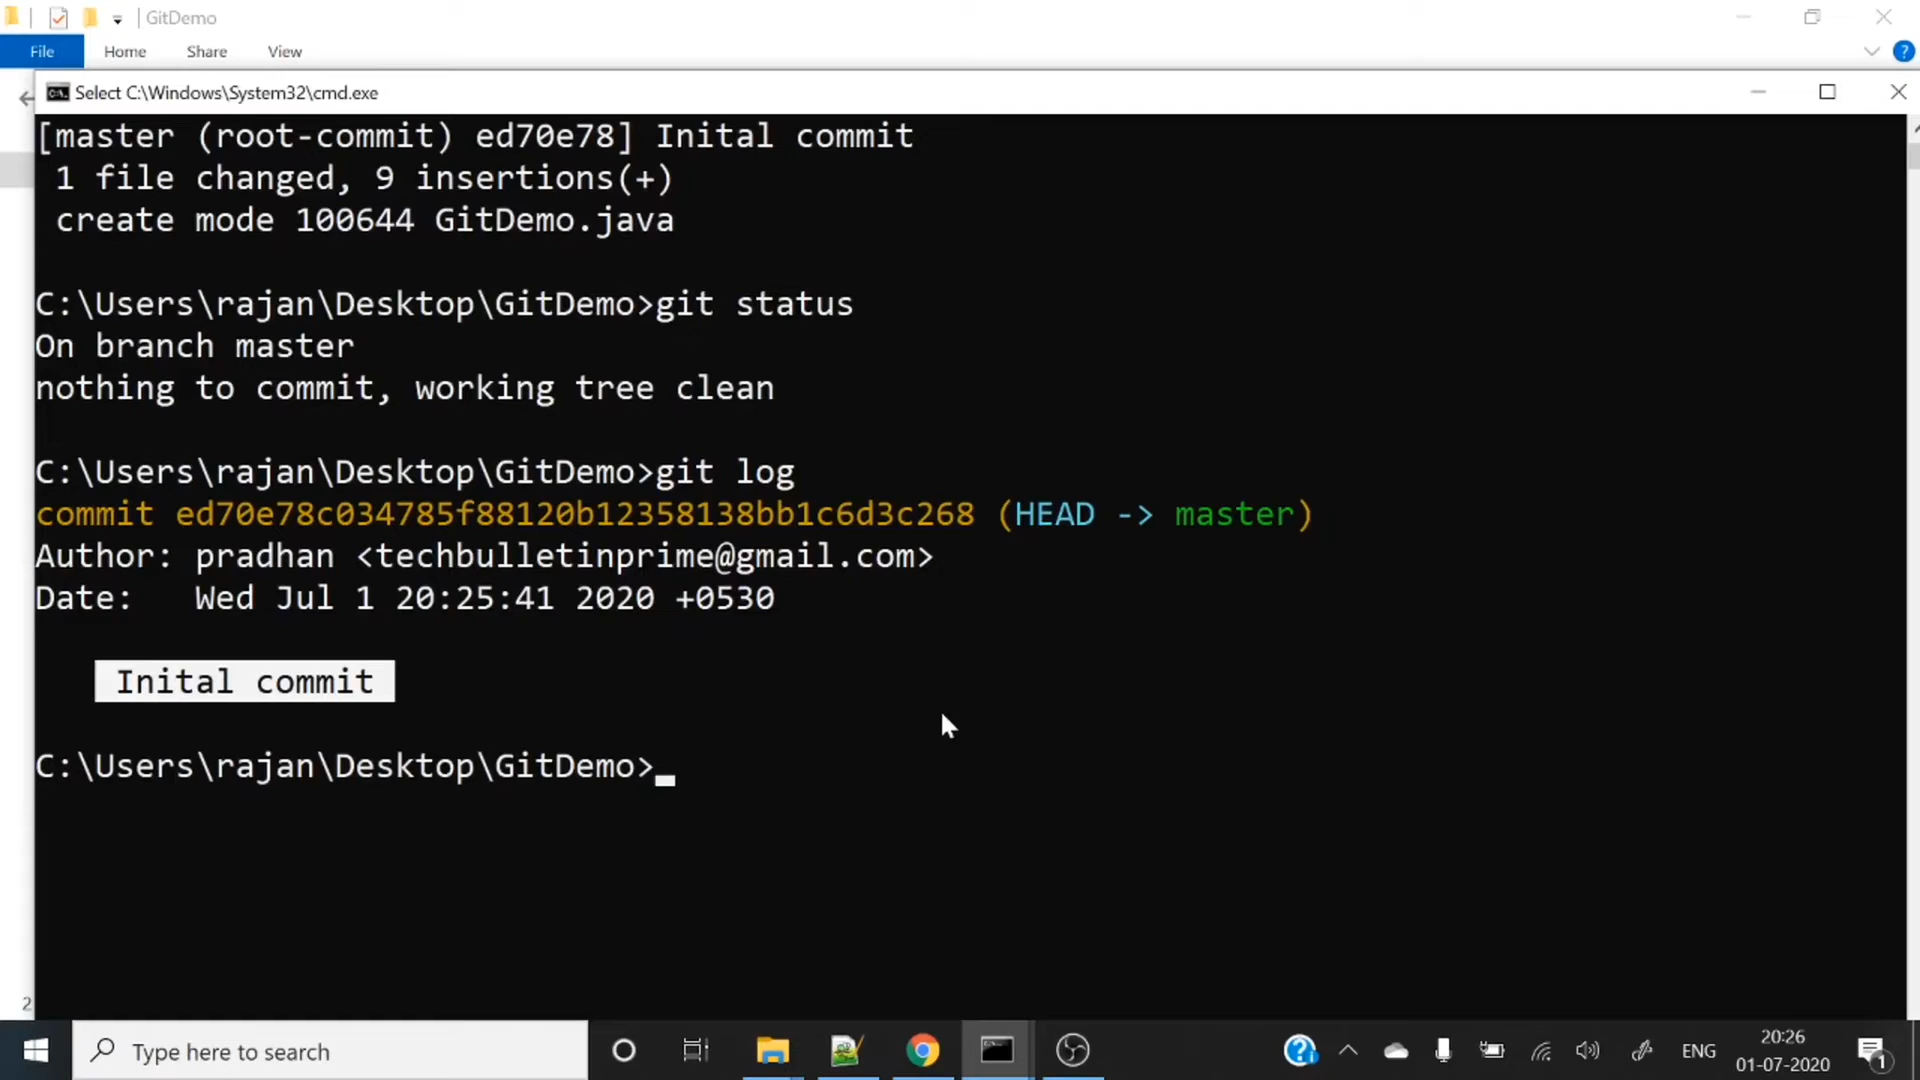 GitDemo
File Home Share View
Select C:\Windows\System32\cmd.exe
[master (root-commit) ed70e78] Inital commit
1 file changed, 9 insertions(+)
create mode 100644 GitDemo.java
C:\Users\rajan\Desktop\GitDemo>git status
On branch master
nothing to commit, working tree clean
C:\Users\rajan\Desktop\GitDemo>git log
commit ed70e78c034785f88120b12358138bb1c6d3c268 (HEAD -> master)
Author: pradhan <techbulletinprime@gmail.com>
Date: Wed Jul 1 20:25:41 2020 +0530
Inital commit
C:\Users\rajan\Desktop\GitDemo>
2
Type here to search
ENG
20:26
01-07-2020
1